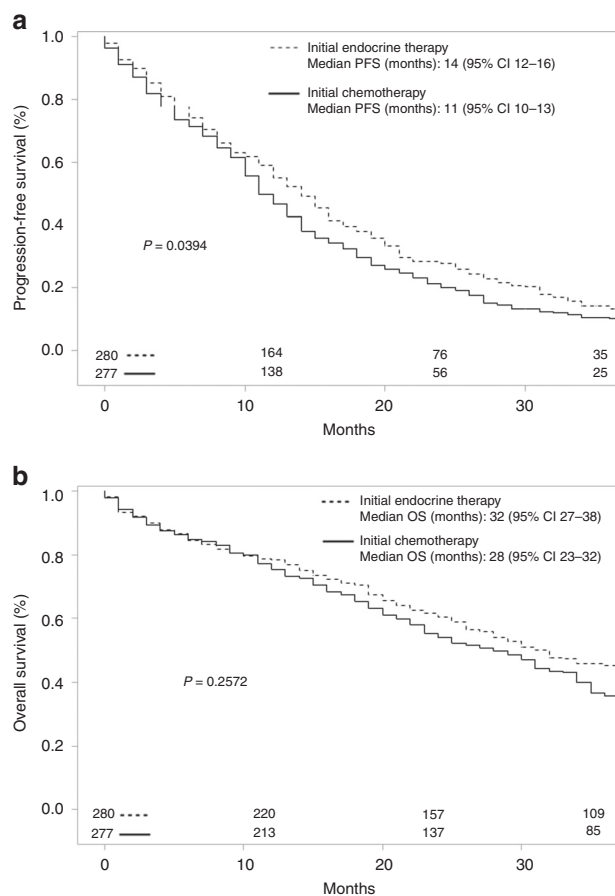 a
1.0
0.8
0.6
0.4
0.2
0.0
Progression-free survival (%)
Initial endocrine therapy
Median PFS (months): 14 (95% CI 12–16)
Initial chemotherapy
Median PFS (months): 11 (95% CI 10–13)
P = 0.0394
280 164 76 35
277 138 56 25
0 10 20 30
Months
b
1.0
0.8
0.6
0.4
0.2
0.0
Overall survival (%)
Initial endocrine therapy
Median OS (months): 32 (95% CI 27–38)
Initial chemotherapy
Median OS (months): 28 (95% CI 23–32)
P = 0.2572
280 220 157 109
277 213 137 85
0 10 20 30
Months